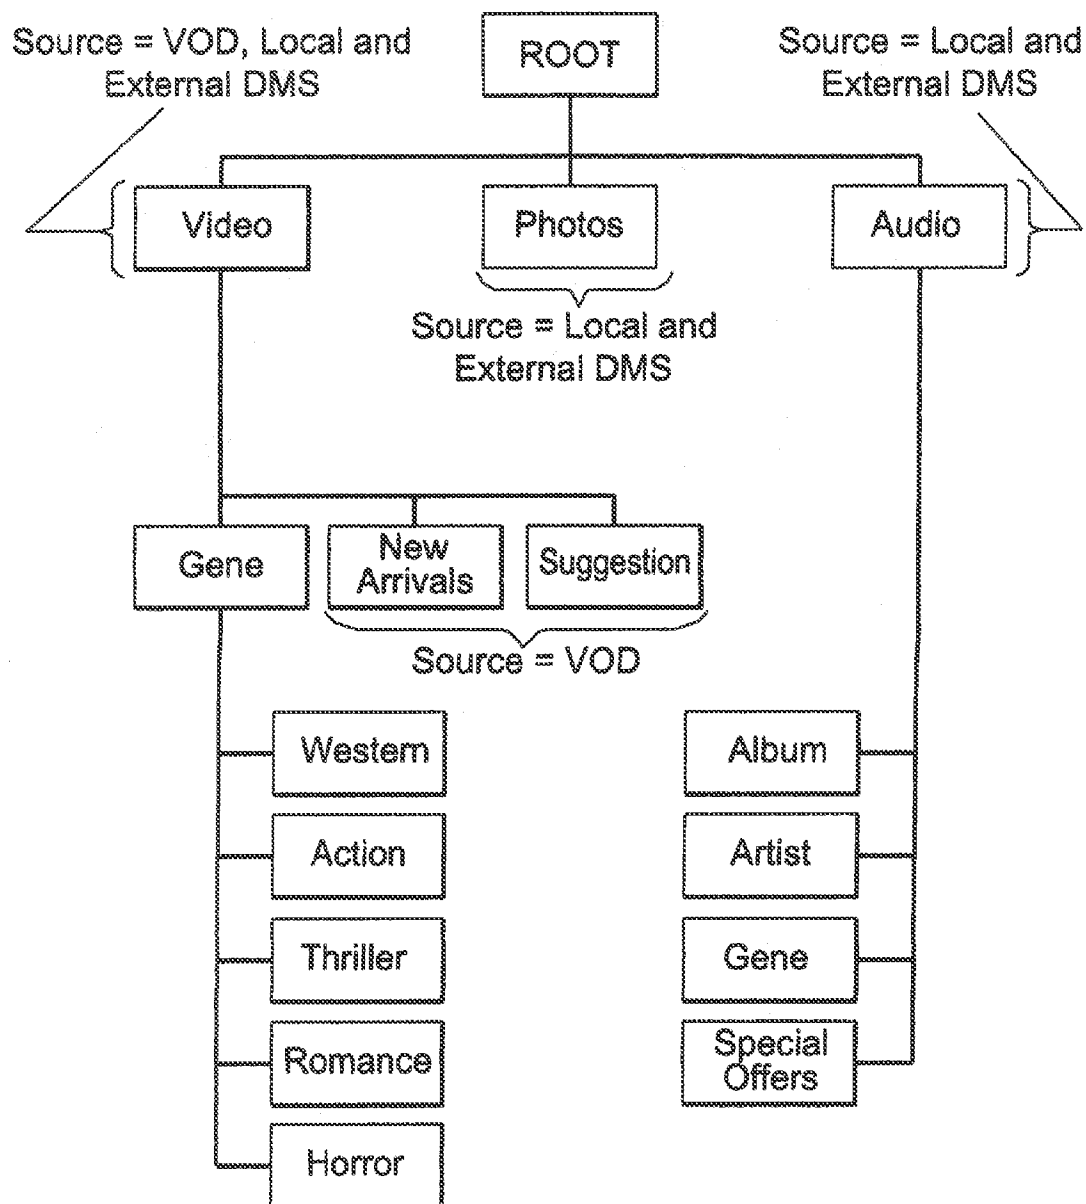 Source = VOD, Local and
External DMS
ROOT
Source = Local and
External DMS
Video
Photos
Audio
Source = Local and
External DMS
Gene
New
Arrivals
Suggestion
Source = VOD
Western
Action
Thriller
Romance
Horror
Album
Artist
Gene
Special
Offers